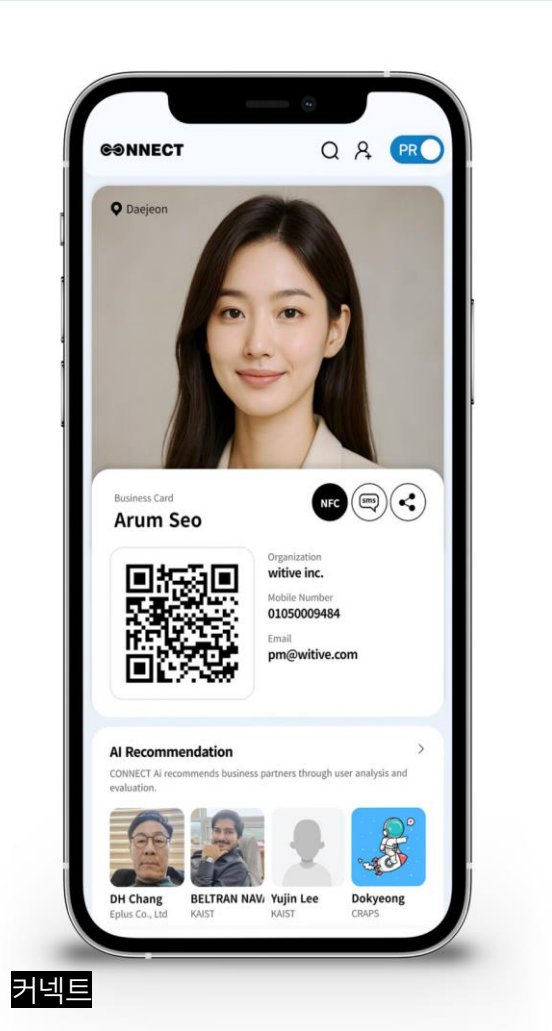 CONNECT
PR
Daejeon
Business Card
Arum Seo
NFC
sms
Organization
witive inc.
Mobile Number
01050009484
Email
pm@witive.com
AI Recommendation
CONNECT Ai recommends business partners through user analysis and
evaluation.
DH Chang
Eplus Co., Ltd
BELTRAN NAV
KAIST
Yujin Lee
KAIST
Dokyeong
CRAPS
커넥트